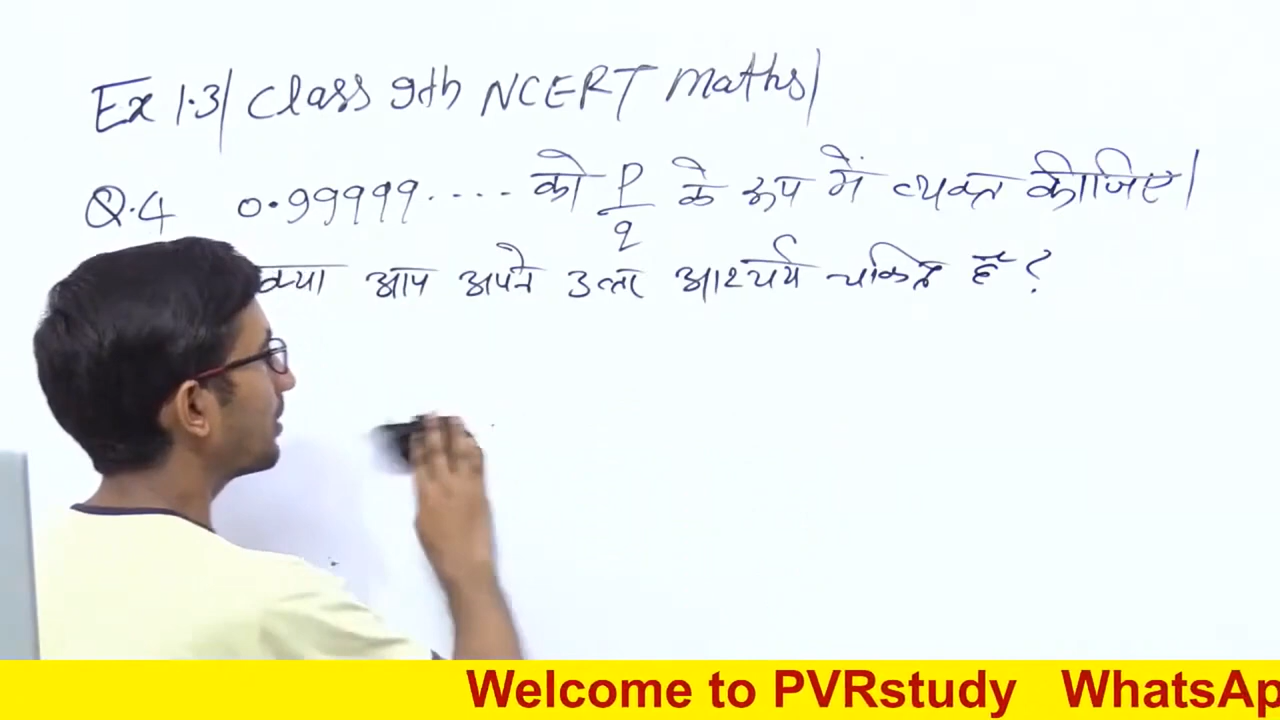 Ex 1.3| Class 9th NCERT Maths|
Q.4 0.99999.... को p/q के रूप में व्यक्त कीजिए|
क्या आप अपने उत्तर आश्चर्य चकित हैं ?
Welcome to PVRstudy WhatsAp